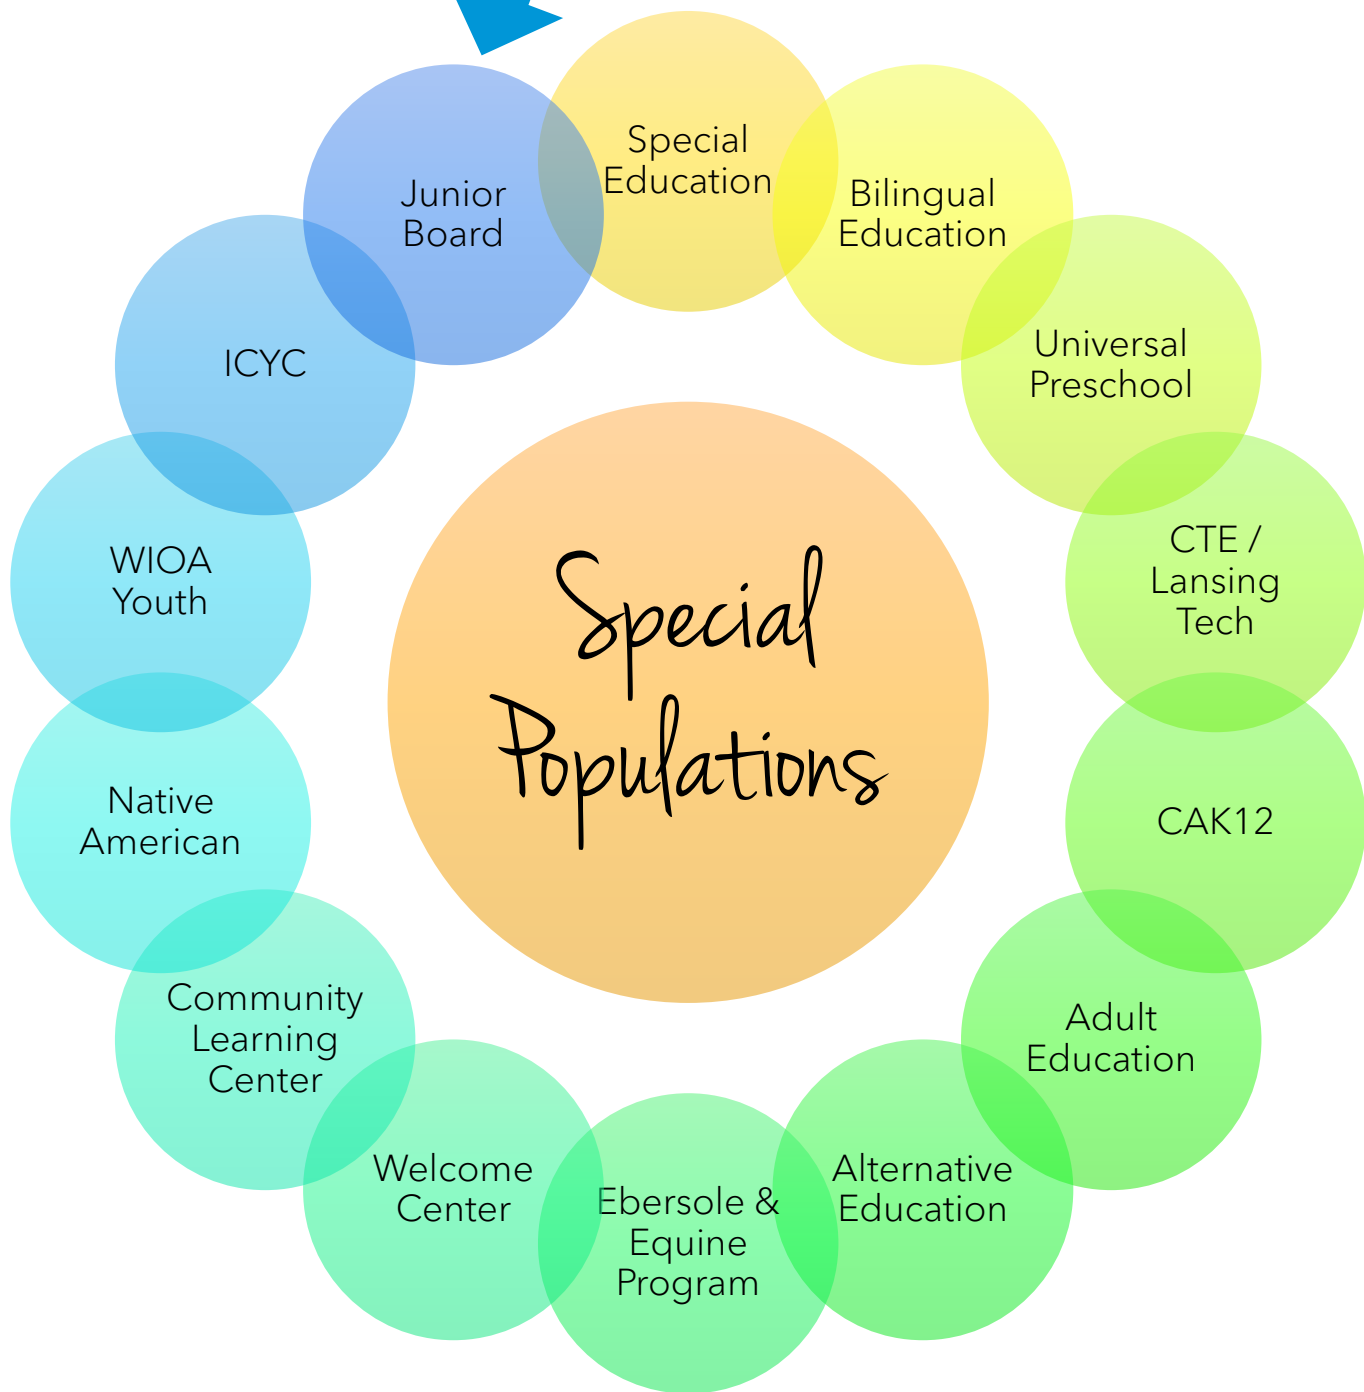 Special
Education
Bilingual
Education
Universal
Preschool
CTE /
Lansing
Tech
CAK12
Adult
Education
Alternative
Education
Ebersole &
Equine
Program
Welcome
Center
Community
Learning
Center
Native
American
WIOA
Youth
ICYC
Junior
Board
Special
Populations